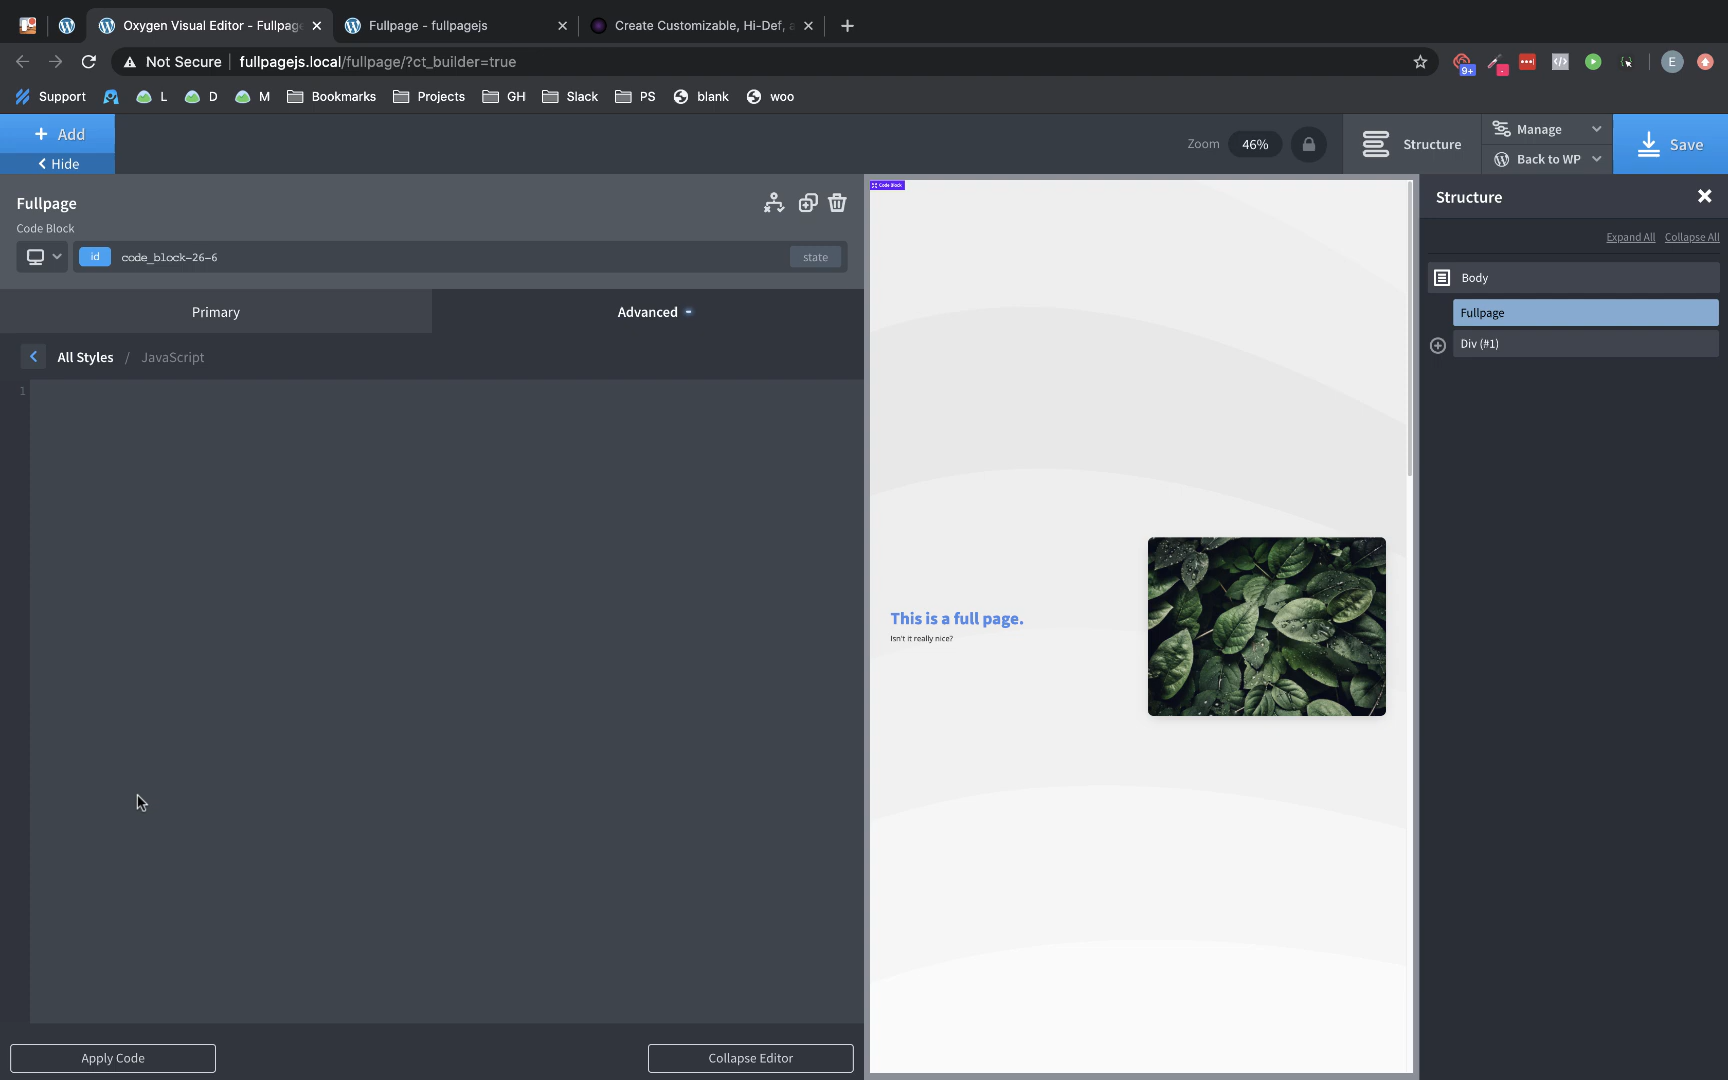 Oxygen Visual Editor - Fullpage
Fullpage - fullpagejs
Create Customizable, Hi-Def, a
Not Secure
fullpagejs.local/fullpage/?ct_builder=true
9+
E
Support
L
D
M
Bookmarks
Projects
GH
Slack
PS
blank
woo
+ Add
Hide
Zoom
46%
Structure
Manage
Back to WP
Save
Fullpage
Code Block
id
code_block-26-6
state
Primary
Advanced
All Styles / JavaScript
1
Apply Code
Collapse Editor
Code Block
This is a full page.
Isn't it really nice?
Structure
Expand All
Collapse All
Body
Fullpage
Div (#1)